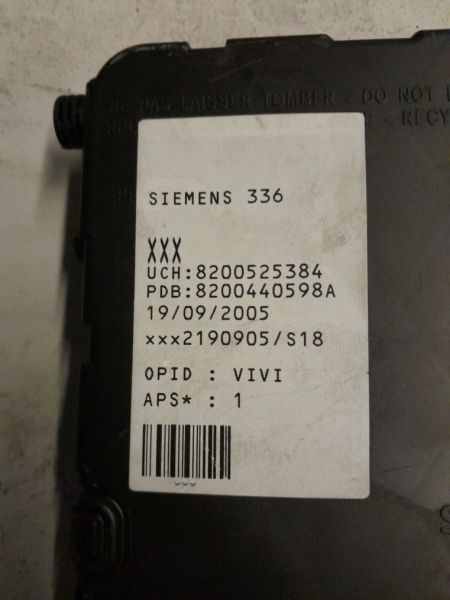 NE PAS LAISSER TOMBER - DO NOT
- RECY
SIEMENS 336
XXX
UCH:8200525384
PDB:8200440598A
19/09/2005
xxx2190905/S18
OPID : VIVI
APS* : 1